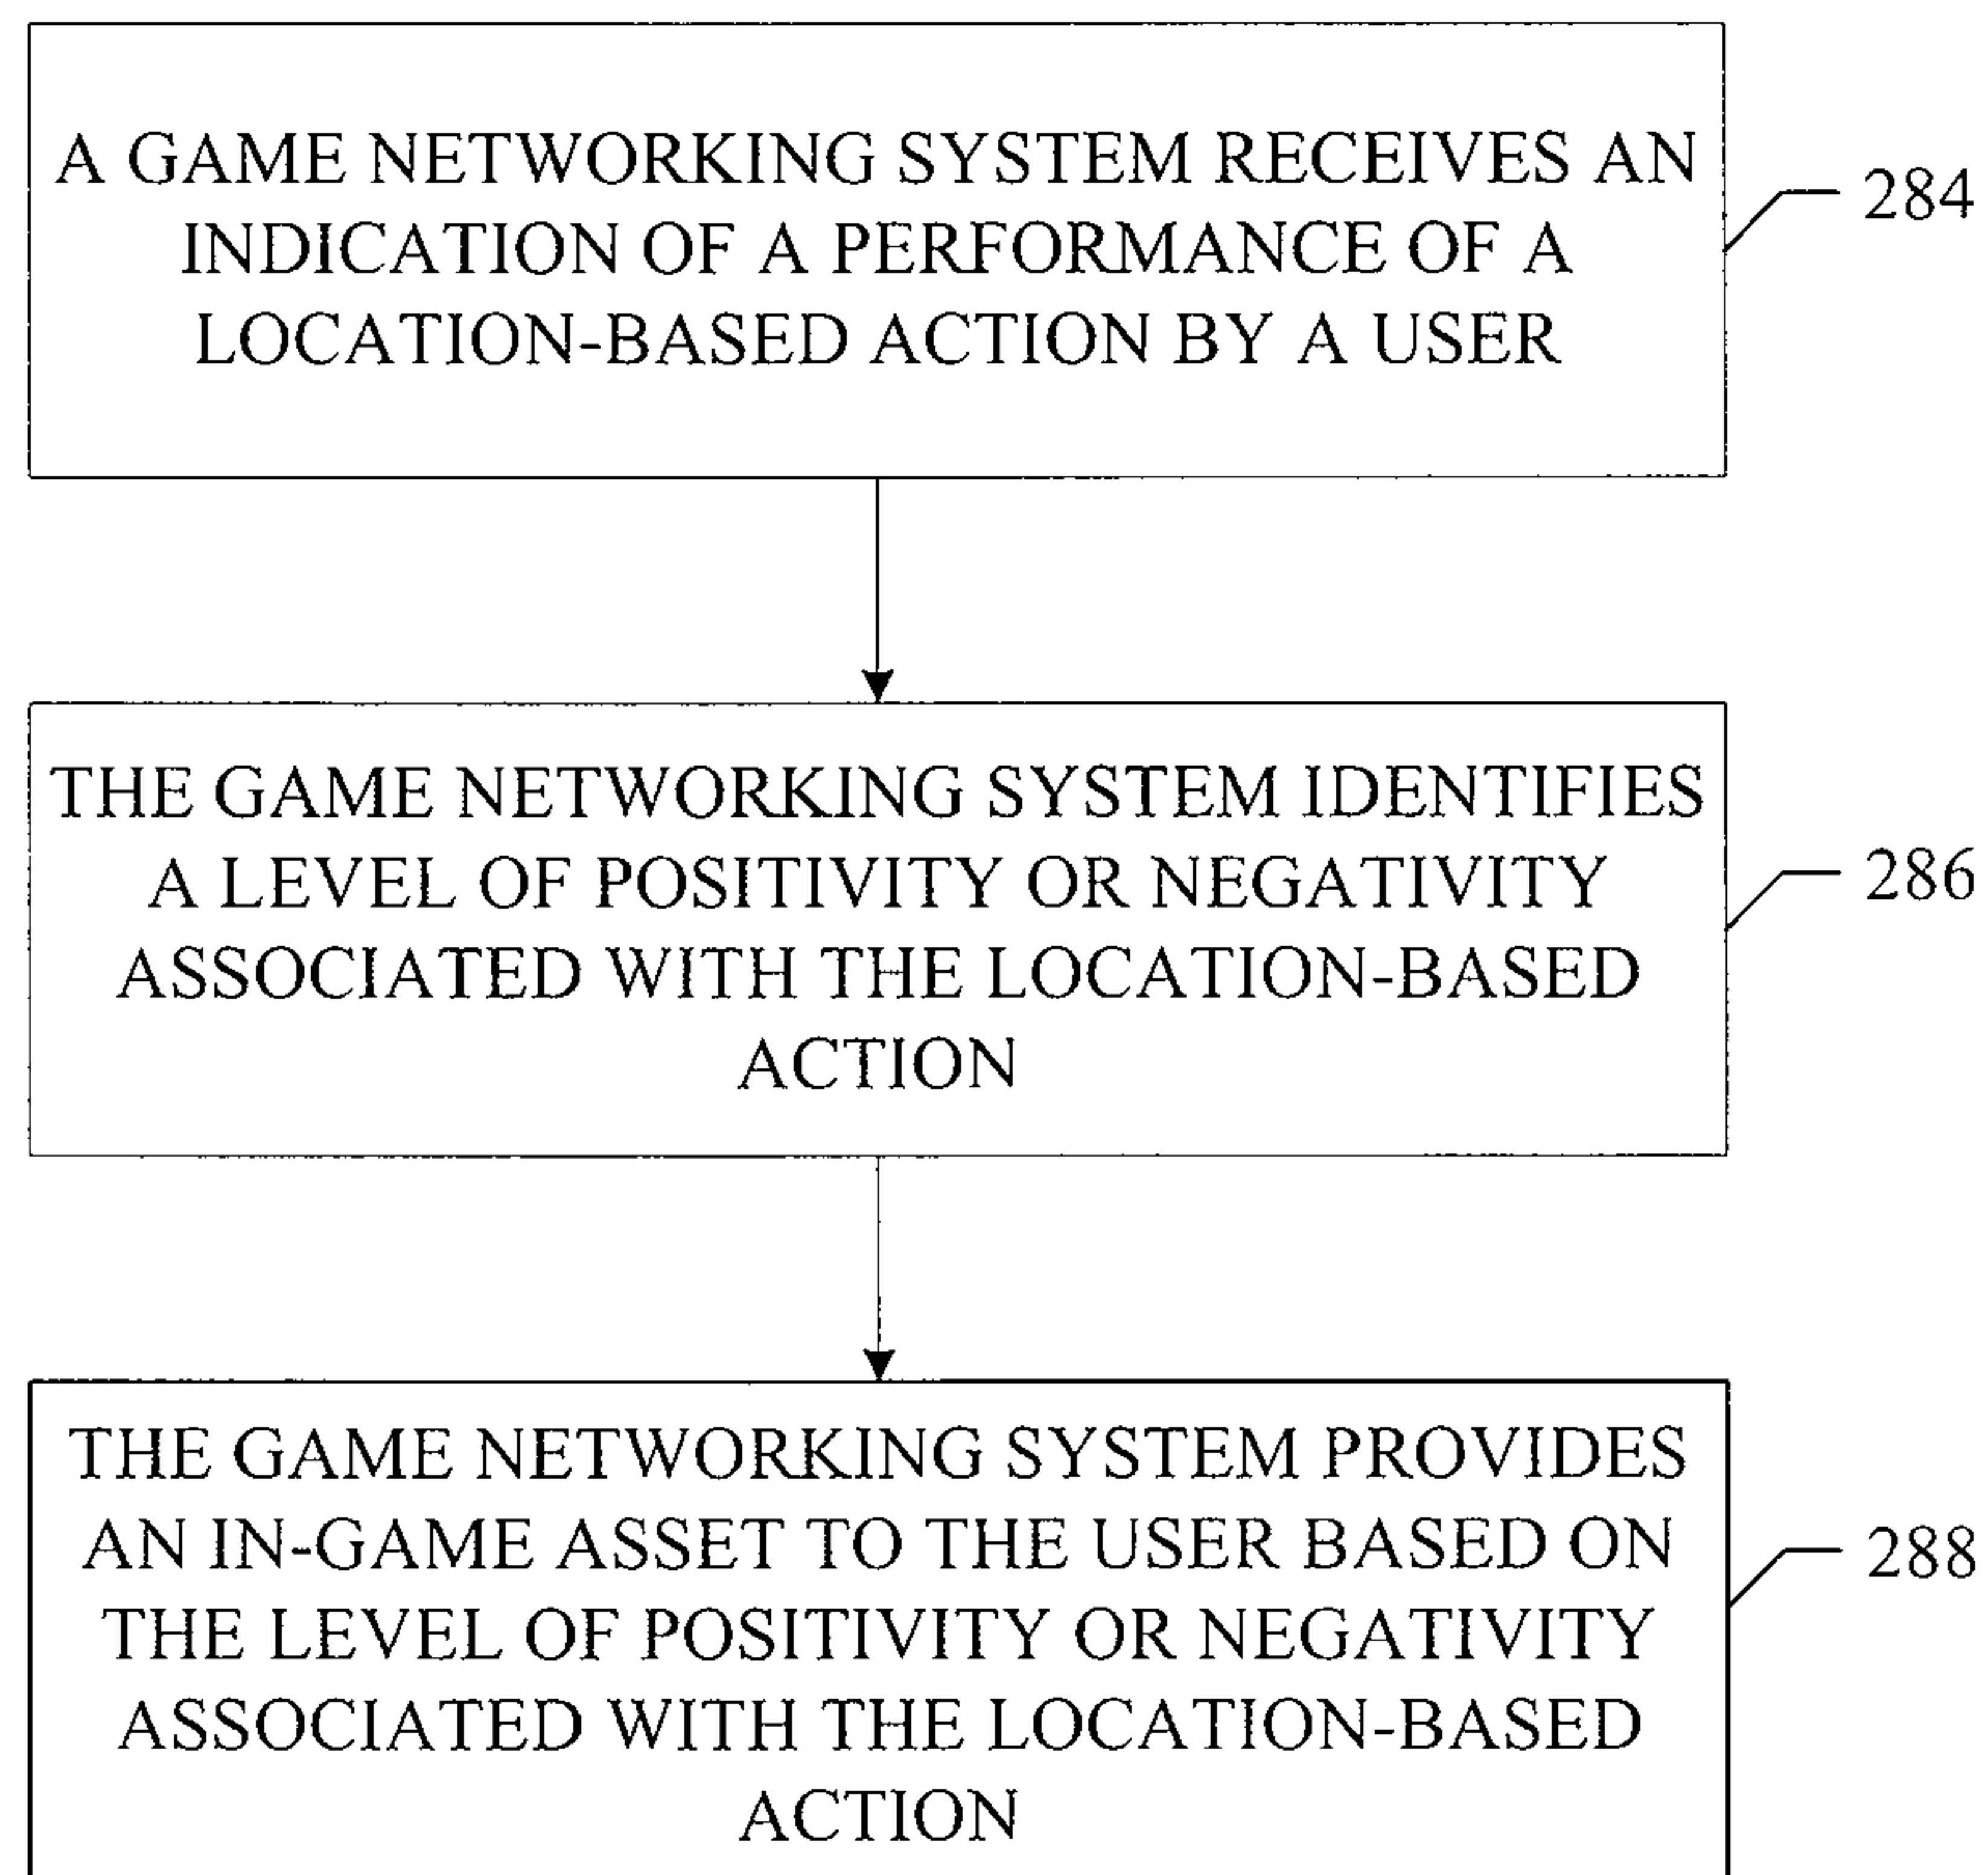 A GAME NETWORKING SYSTEM RECEIVES AN
INDICATION OF A PERFORMANCE OF A
LOCATION-BASED ACTION BY A USER
284
THE GAME NETWORKING SYSTEM IDENTIFIES
A LEVEL OF POSITIVITY OR NEGATIVITY
ASSOCIATED WITH THE LOCATION-BASED
ACTION
286
THE GAME NETWORKING SYSTEM PROVIDES
AN IN-GAME ASSET TO THE USER BASED ON
THE LEVEL OF POSITIVITY OR NEGATIVITY
ASSOCIATED WITH THE LOCATION-BASED
ACTION
288